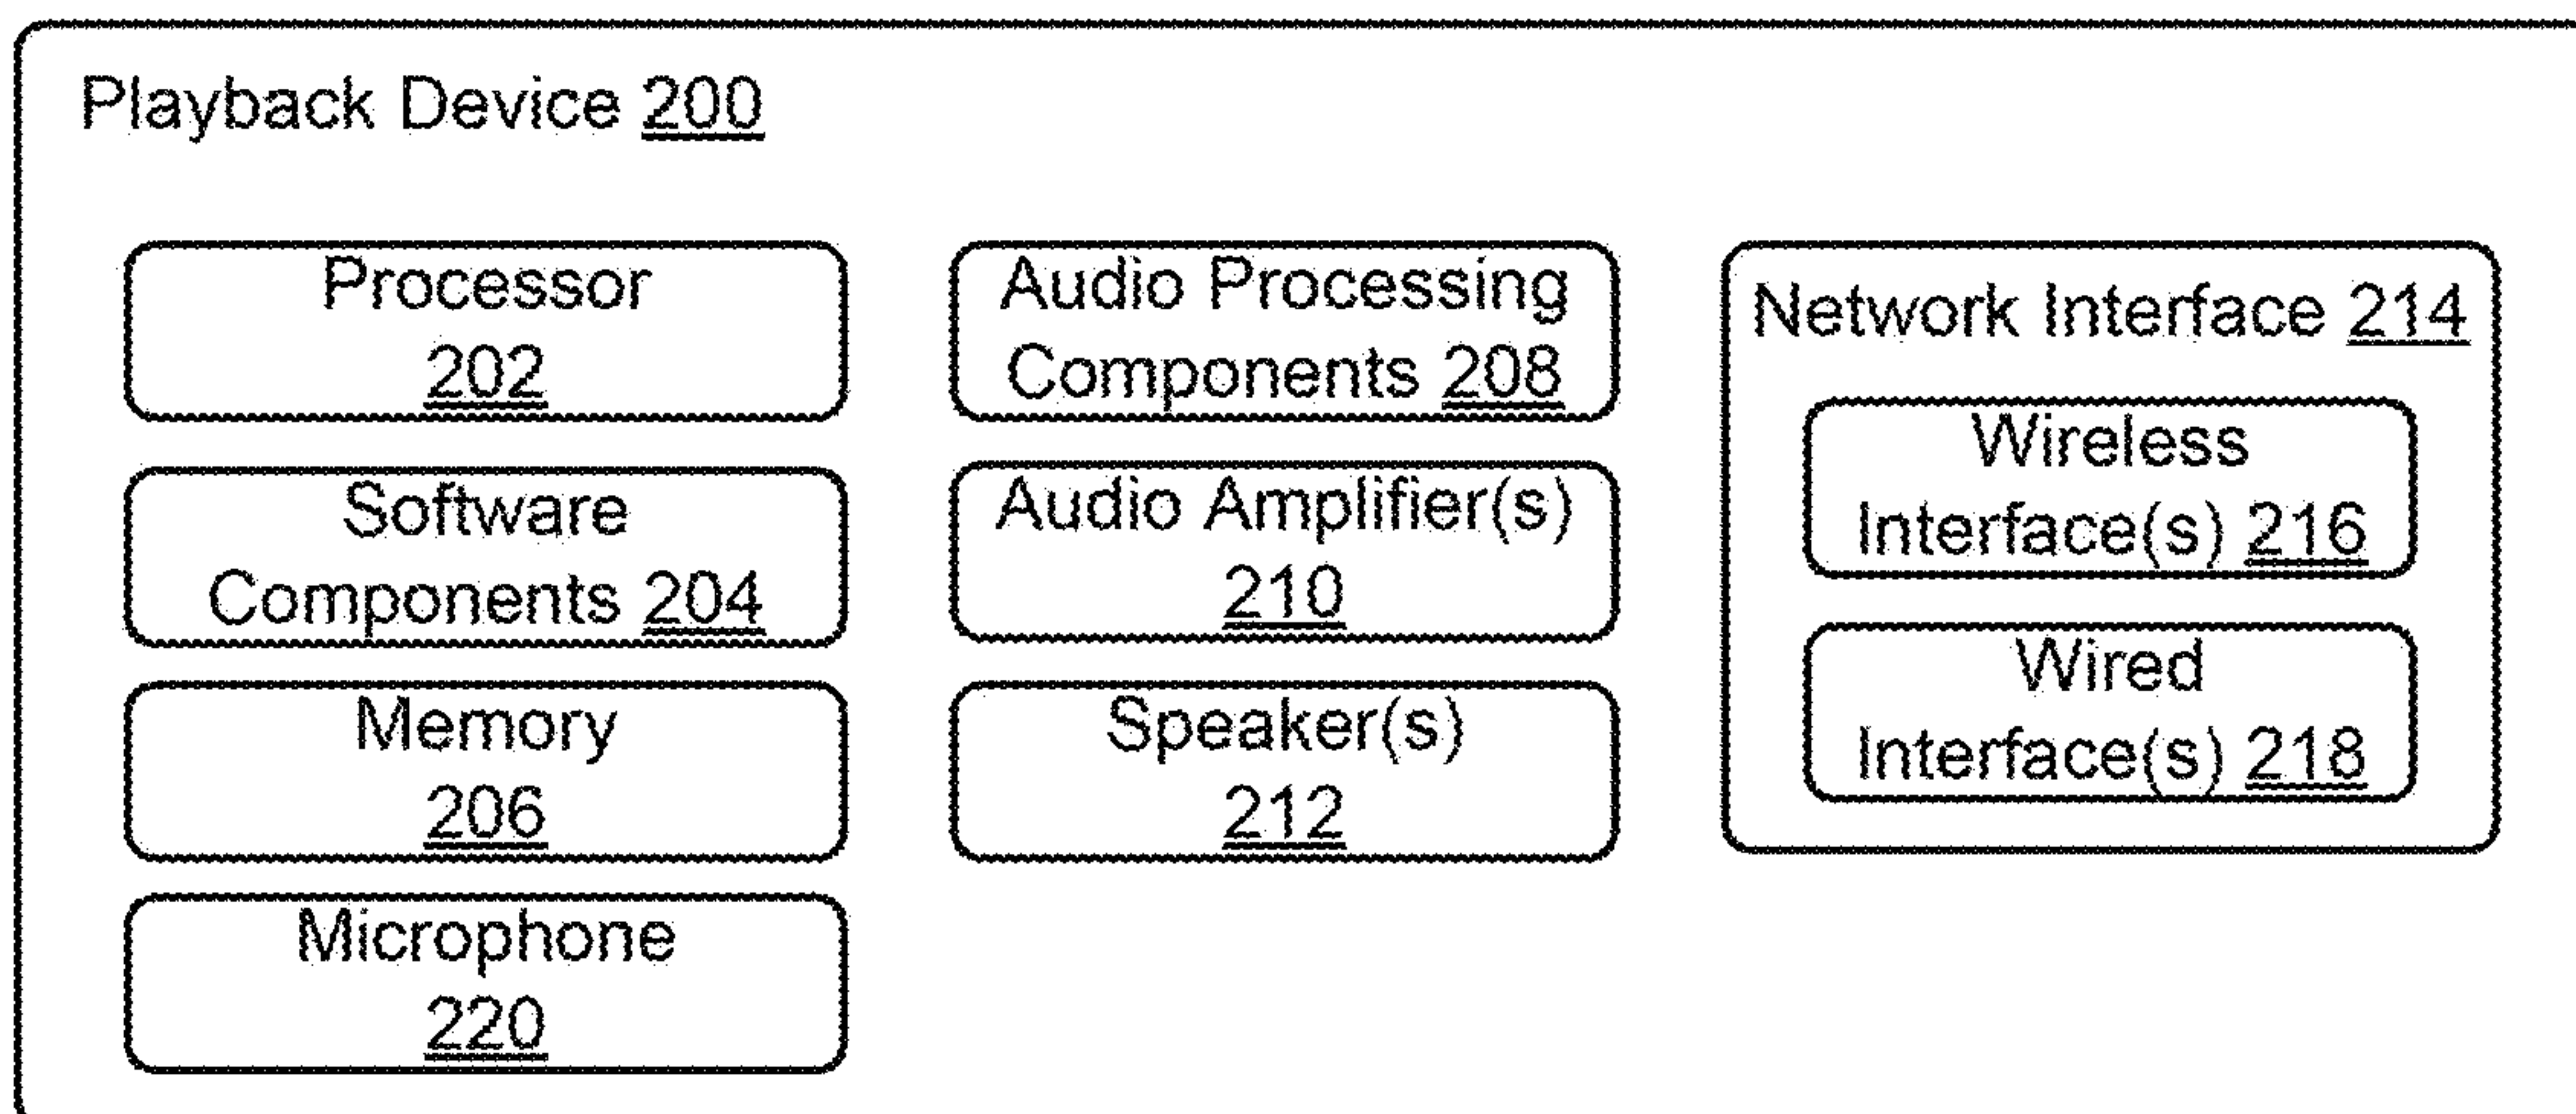 Playback Device 200
Processor
202
Software
Components 204
Memory
206
Microphone
220
Audio Processing
Components 208
Audio Amplifier(s)
210
Speaker(s)
212
Network Interface 214
Wireless
Interface(s) 216
Wired
Interface(s) 218